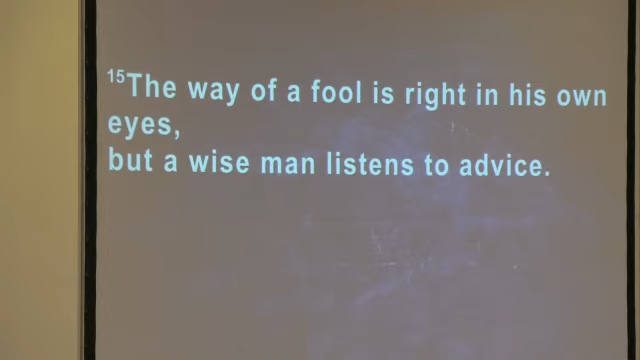 15The way of a fool is right in his own
eyes,
but a wise man listens to advice.